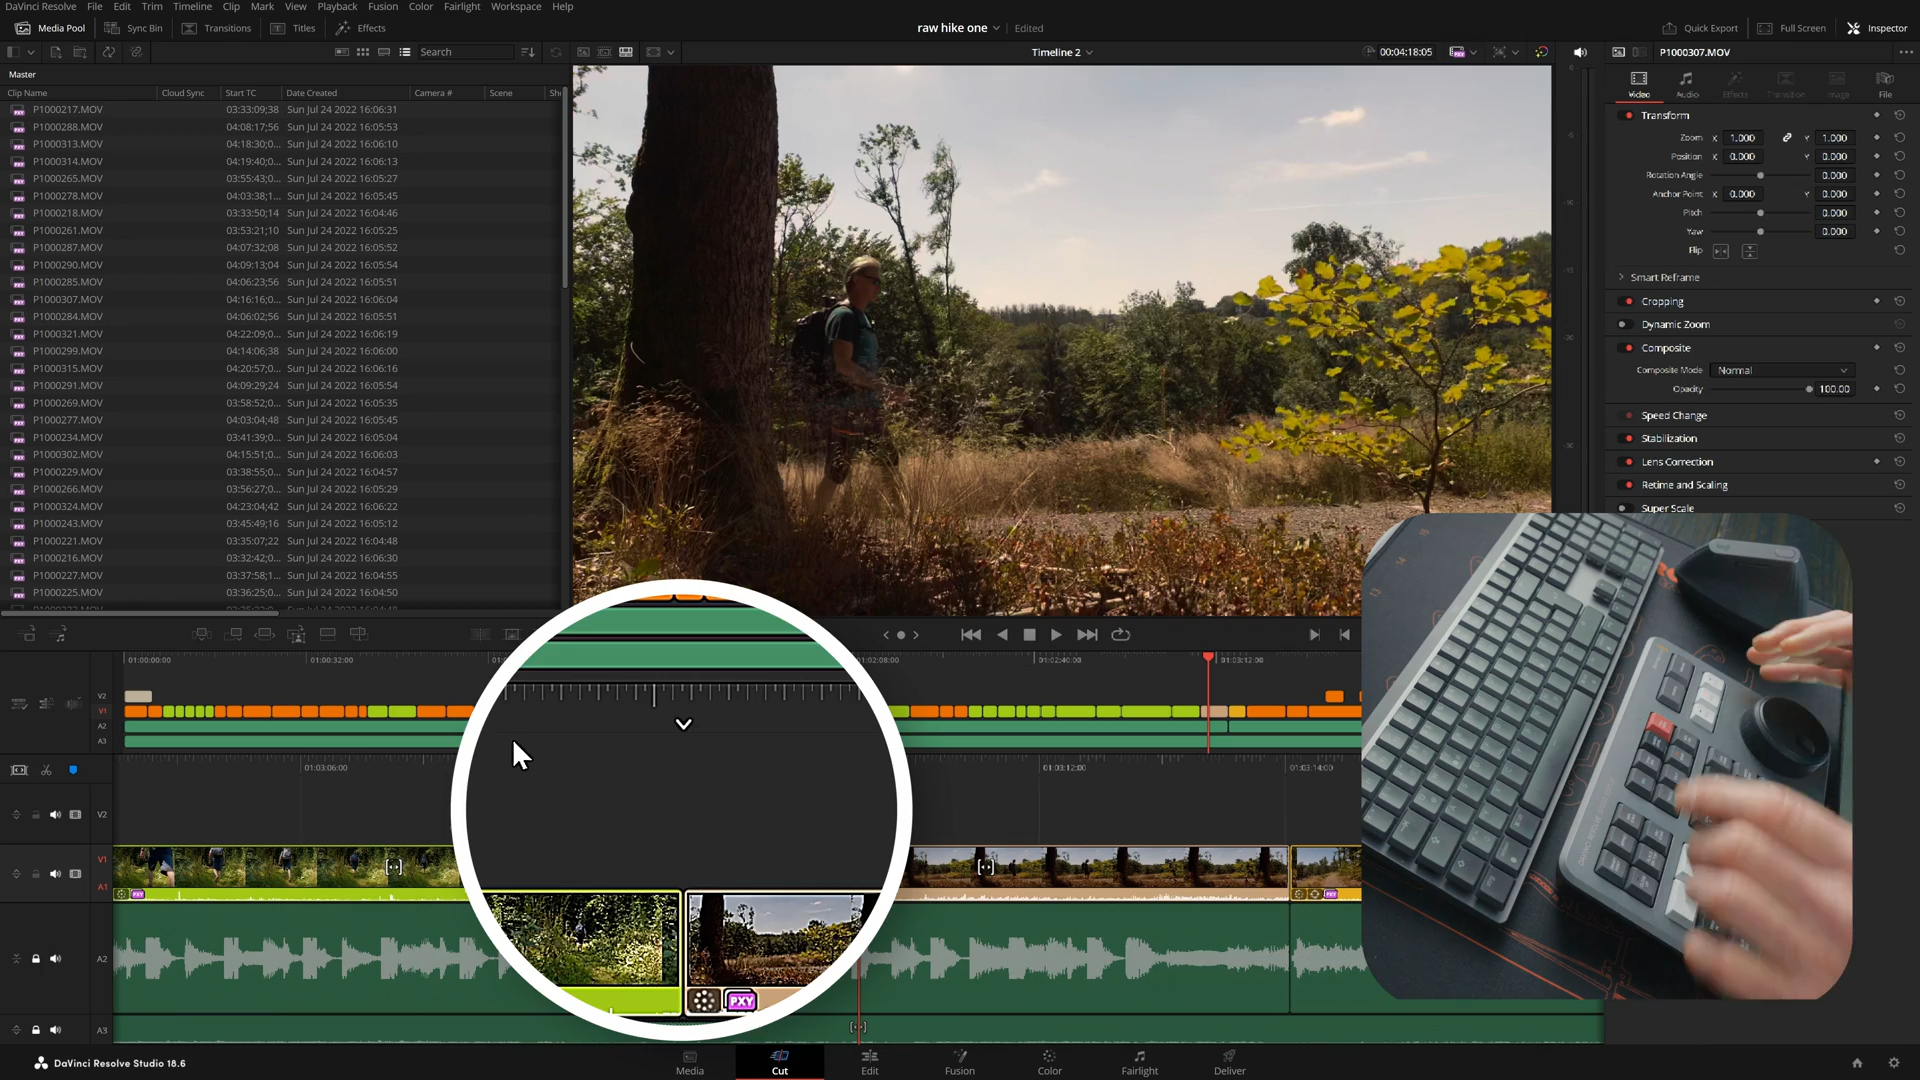 DaVinci Resolve File Edit Trim Timeline Clip Mark View Playback Fusion Color Fairlight Workspace Help
Media Pool Sync Bin Transitions Titles Effects raw hike one Edited Quick Export Full Screen Inspector
Search Timeline 2 00:04:18:05 P1000307.MOV
Master
Video Audio Effects Transition Image File
Clip Name Cloud Sync Start TC Date Created Camera # Scene Sh
P1000217.MOV 03:33:09;38 Sun Jul 24 2022 16:06:31
P1000288.MOV 04:08:17;56 Sun Jul 24 2022 16:05:53
P1000313.MOV 04:18:30;0... Sun Jul 24 2022 16:06:10
P1000314.MOV 04:19:40;0... Sun Jul 24 2022 16:06:13
P1000265.MOV 03:55:43;0... Sun Jul 24 2022 16:05:27
P1000278.MOV 04:03:38;1... Sun Jul 24 2022 16:05:45
P1000218.MOV 03:33:50;14 Sun Jul 24 2022 16:04:46
P1000261.MOV 03:53:21;10 Sun Jul 24 2022 16:05:25
P1000287.MOV 04:07:32;08 Sun Jul 24 2022 16:05:52
P1000290.MOV 04:09:13;04 Sun Jul 24 2022 16:05:54
P1000285.MOV 04:06:23;56 Sun Jul 24 2022 16:05:51
P1000307.MOV 04:16:16;0... Sun Jul 24 2022 16:06:04
P1000284.MOV 04:06:02;56 Sun Jul 24 2022 16:05:51
P1000321.MOV 04:22:09;0... Sun Jul 24 2022 16:06:19
P1000299.MOV 04:14:06;38 Sun Jul 24 2022 16:06:00
P1000315.MOV 04:20:57;0... Sun Jul 24 2022 16:06:16
P1000291.MOV 04:09:29;24 Sun Jul 24 2022 16:05:54
P1000269.MOV 03:58:52;0... Sun Jul 24 2022 16:05:35
P1000277.MOV 04:03:04;48 Sun Jul 24 2022 16:05:45
P1000234.MOV 03:41:39;0... Sun Jul 24 2022 16:05:04
P1000302.MOV 04:15:51;0... Sun Jul 24 2022 16:06:03
P1000229.MOV 03:38:55;0... Sun Jul 24 2022 16:04:57
P1000266.MOV 03:56:27;0... Sun Jul 24 2022 16:05:29
P1000324.MOV 04:23:04;42 Sun Jul 24 2022 16:06:22
P1000243.MOV 03:45:49;16 Sun Jul 24 2022 16:05:12
P1000221.MOV 03:35:07;22 Sun Jul 24 2022 16:04:48
P1000216.MOV 03:32:42;0... Sun Jul 24 2022 16:06:30
P1000227.MOV 03:37:58;1... Sun Jul 24 2022 16:04:55
P1000225.MOV 03:36:25;0... Sun Jul 24 2022 16:04:50
Transform
Zoom X 1.000 Y 1.000
Position X 0.000 Y 0.000
Rotation Angle 0.000
Anchor Point X 0.000 Y 0.000
Pitch 0.000
Yaw 0.000
Flip
Smart Reframe
Cropping
Dynamic Zoom
Composite
Composite Mode Normal
Opacity 100.00
Speed Change
Stabilization
Lens Correction
Retime and Scaling
Super Scale
01:00:00:00 01:00:32:00 01:02:08:00 01:02:40:00 01:03:12:00
V2
V1
A2
A3
01:03:06:00 01:03:12:00 01:03:14:00
V2
V1
A1
PXY PXY PXY
A2
A3
DaVinci Resolve Studio 18.6
Media Cut Edit Fusion Color Fairlight Deliver